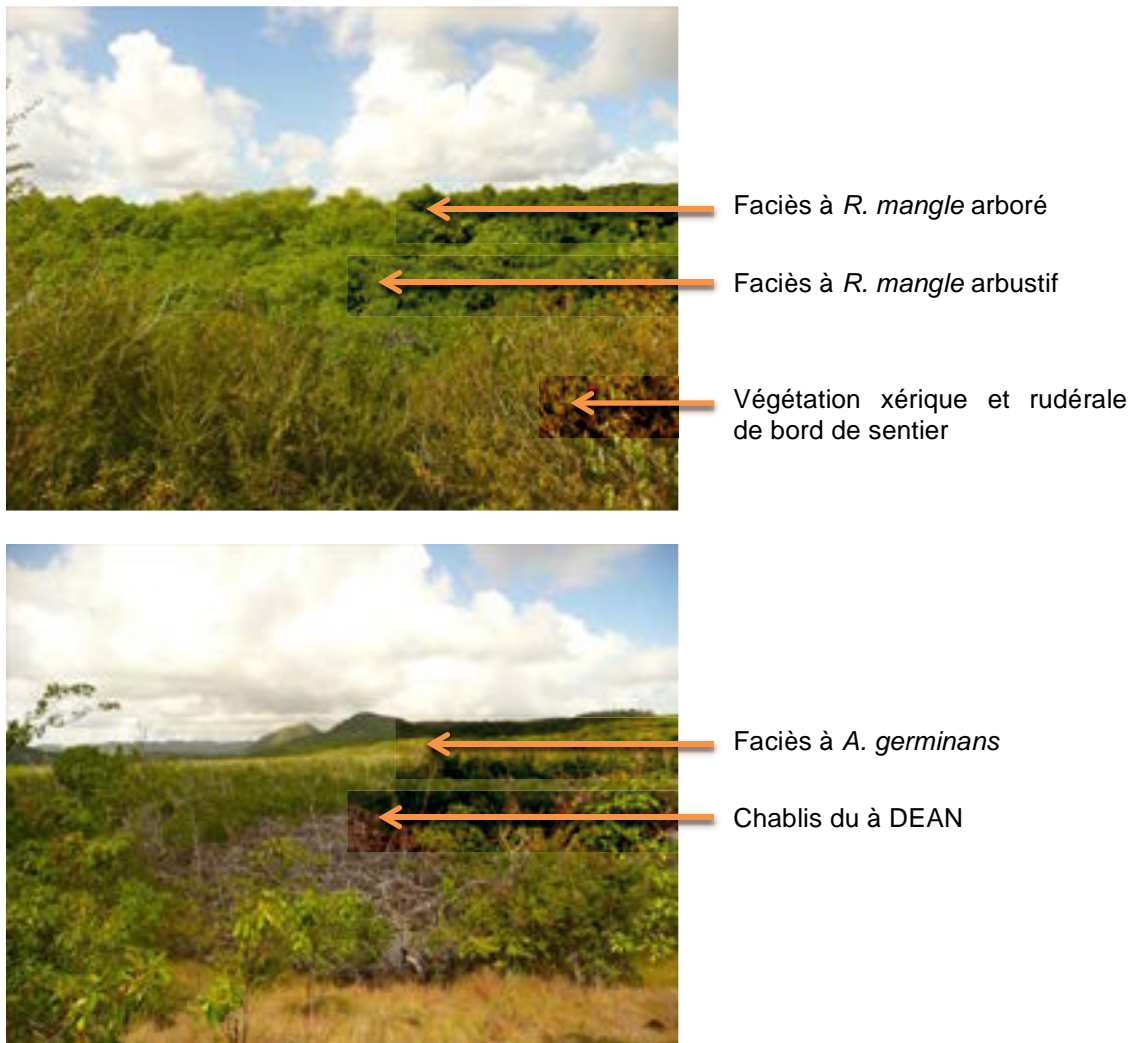 Faciès à R. mangle arboré
Faciès à R. mangle arbustif
Végétation xérique et rudérale
de bord de sentier
Faciès à A. germinans
Chablis du à DEAN